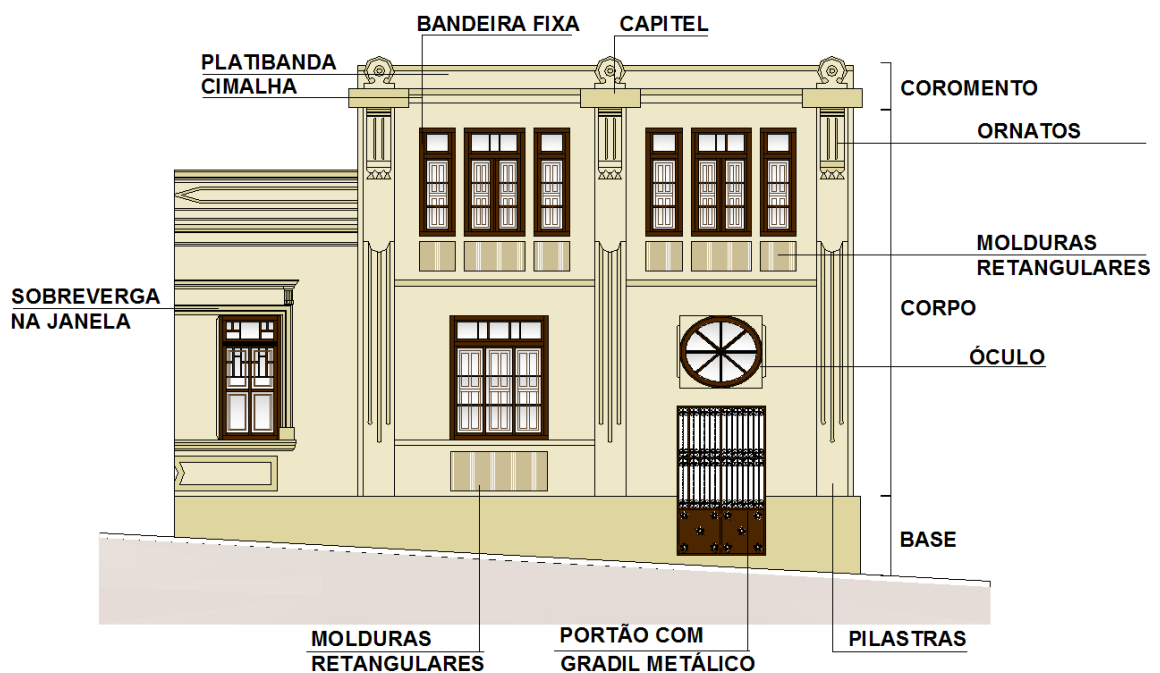 BANDEIRA FIXA
CAPITEL
PLATIBANDA
CIMALHA
COROMENTO
ORNATOS
MOLDURAS
RETANGULARES
SOBREVERGA
NA JANELA
CORPO
ÓCULO
BASE
MOLDURAS
RETANGULARES
PORTÃO COM
GRADIL METÁLICO
PILASTRAS